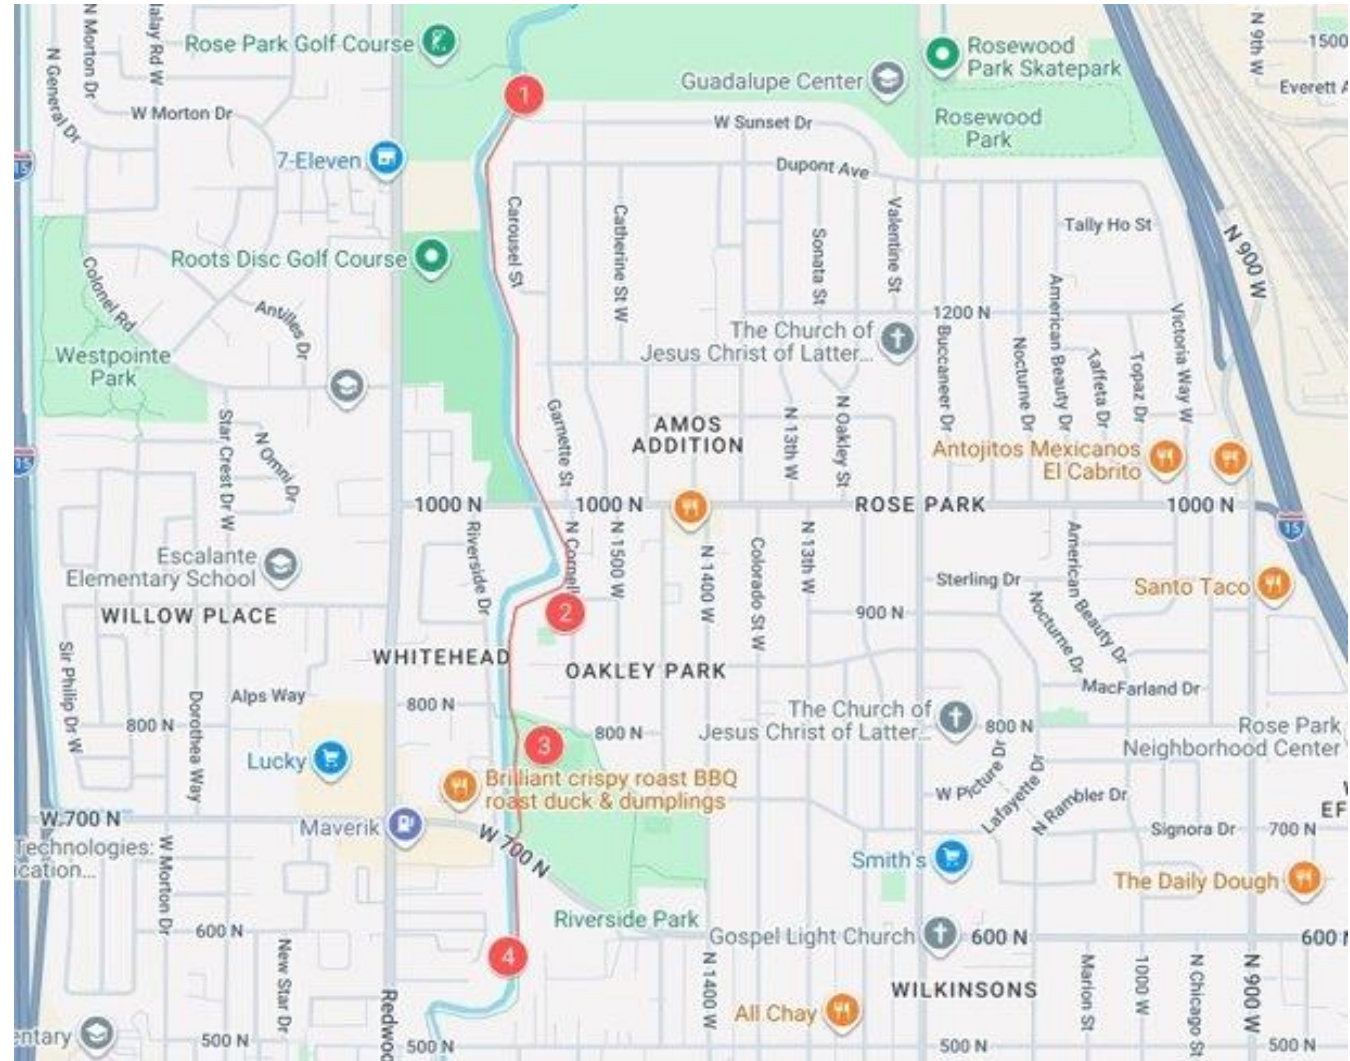 N Morton Dr
Rose Park Golf Course
N General Dr
W Morton Dr
7-Eleven
1
Guadalupe Center
Rosewood
Park Skatepark
Rosewood
Park
W Sunset Dr
Dupont Ave
N 9th W
1500
15
Roots Disc Golf Course
Carousel St
Catherine St W
Sonata St
Valentine St
Tally Ho St
N 900 W
Colonel Rd
Antilles Dr
Westpointe
Park
1200 N
The Church of
Jesus Christ of Latter...
Buccaneer Dr
Nocturne Dr
American Beauty Dr
Taffeta Dr
Topaz Dr
Victoria Way W
Star Crest Dr W
N Omni Dr
Garnette St
AMOS
ADDITION
N 13th W
N Oakley St
Antojitos Mexicanos
El Cabrito
15
1000 N
1000 N
ROSE PARK
1000 N
15
Escalante
Elementary School
Riverside Dr
N Cornell
N 1500 W
N 1400 W
Colorado St W
N 13th W
American Beauty Dr
Sterling Dr
Santo Taco
WILLOW PLACE
2
900 N
Nocturne Dr
Sir Philip Dr W
WHITEHEAD
OAKLEY PARK
MacFarland Dr
Alps Way
800 N
Dorothea Way
800 N
3
800 N
The Church of
Jesus Christ of Latter...
800 N
Rose Park
Neighborhood Center
Lucky
Brilliant crispy roast BBQ
roast duck & dumplings
W Picture Dr
Lafayette Dr
N Rambler Dr
W 700 N
Maverik
W 700 N
Signora Dr
700 N
EF
Technologies:
ication...
W Morton Dr
Smith's
The Daily Dough
600 N
Riverside Park
Gospel Light Church
600 N
600 N
New Star Dr
4
N 1400 W
WILKINSONS
Marion St
1000 W
N Chicago St
N 900 W
Redwoo
All Chay
entary
500 N
500 N
500 N
500 N